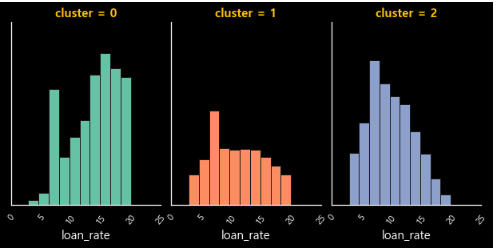 cluster = 0
cluster = 1
cluster = 2
0 5 10 15 20 25
0 5 10 15 20 25
0 5 10 15 20 25
loan_rate
loan_rate
loan_rate